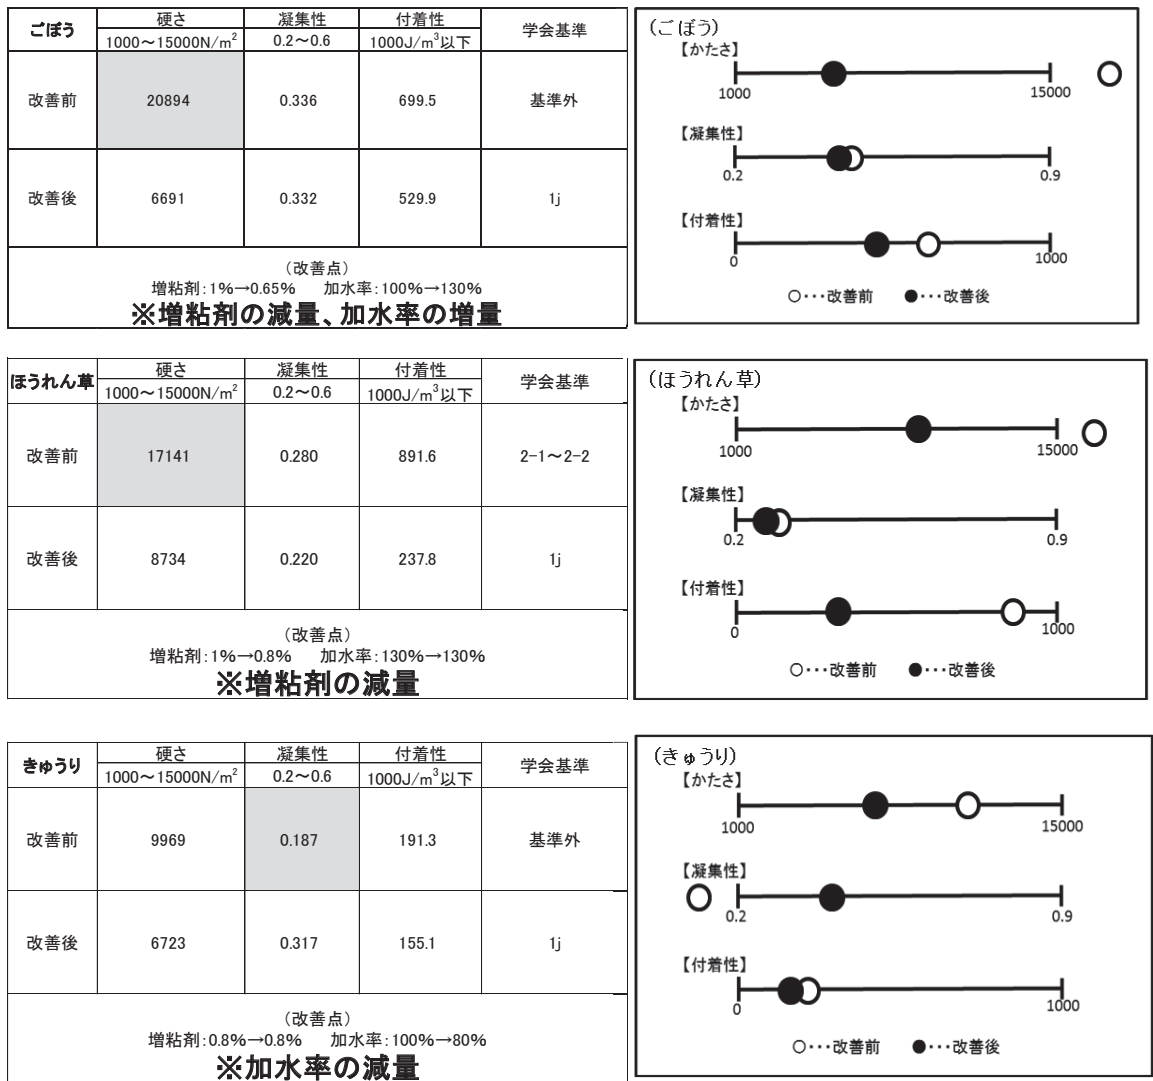 ごぼう 硬さ 凝集性 付着性 学会基準
1000～15000N/m² 0.2～0.6 1000J/m³以下
改善前 20894 0.336 699.5 基準外
改善後 6691 0.332 529.9 1j
（改善点）
増粘剤：1％→0.65％ 加水率：100％→130％
※増粘剤の減量、加水率の増量
（ごぼう）
【かたさ】
1000 15000
【凝集性】
0.2 0.9
【付着性】
0 1000
○･･･改善前 ●･･･改善後
ほうれん草 硬さ 凝集性 付着性 学会基準
1000～15000N/m² 0.2～0.6 1000J/m³以下
改善前 17141 0.280 891.6 2-1～2-2
改善後 8734 0.220 237.8 1j
（改善点）
増粘剤：1％→0.8％ 加水率：130％→130％
※増粘剤の減量
（ほうれん草）
【かたさ】
1000 15000
【凝集性】
0.2 0.9
【付着性】
0 1000
○･･･改善前 ●･･･改善後
きゅうり 硬さ 凝集性 付着性 学会基準
1000～15000N/m² 0.2～0.6 1000J/m³以下
改善前 9969 0.187 191.3 基準外
改善後 6723 0.317 155.1 1j
（改善点）
増粘剤：0.8％→0.8％ 加水率：100％→80％
※加水率の減量
（きゅうり）
【かたさ】
1000 15000
【凝集性】
0.2 0.9
【付着性】
0 1000
○･･･改善前 ●･･･改善後